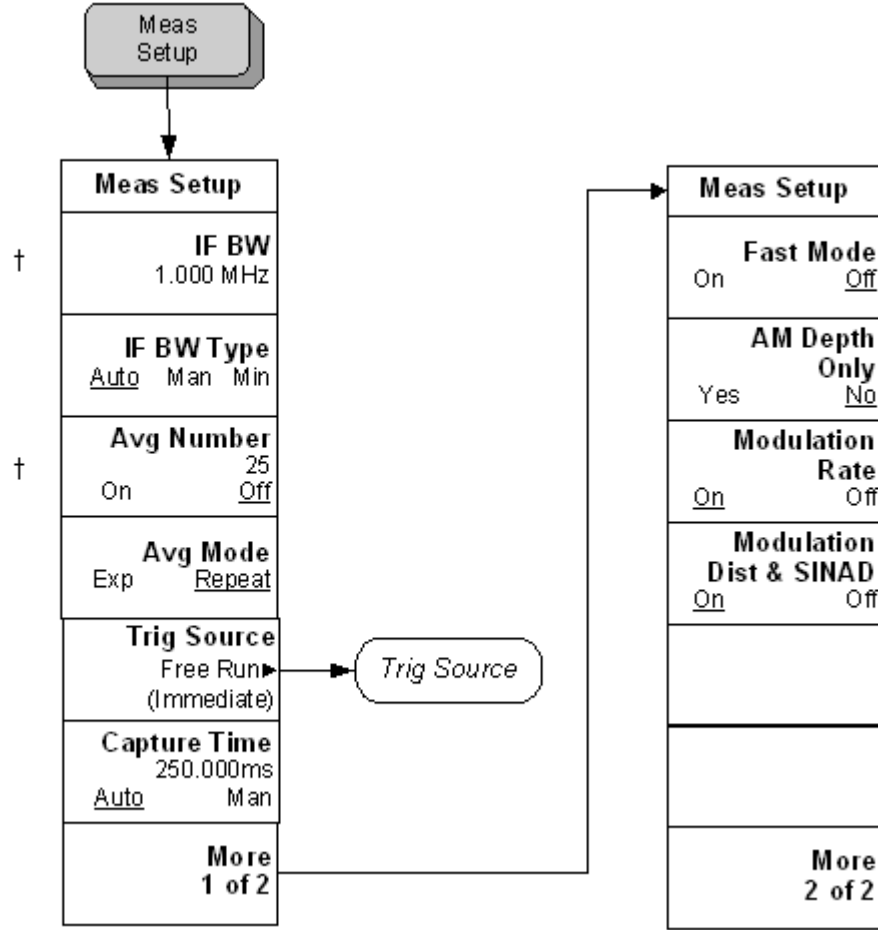 Meas
Setup
Meas Setup
† IF BW
1.000 MHz
IF BW Type
Auto Man Min
† Avg Number
25
On Off
Avg Mode
Exp Repeat
Trig Source
Free Run
(Immediate)
Trig Source
Capture Time
250.000ms
Auto Man
More
1 of 2
Meas Setup
Fast Mode
On Off
AM Depth
Only
Yes No
Modulation
Rate
On Off
Modulation
Dist & SINAD
On Off
More
2 of 2